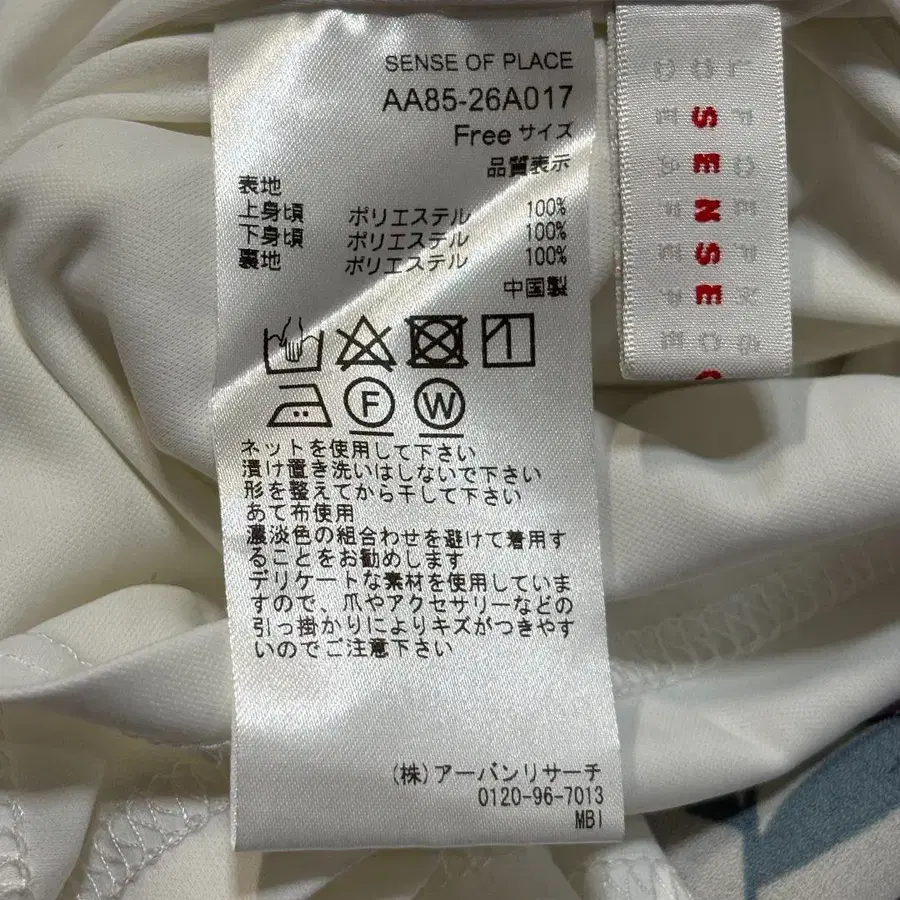 SENSE OF PLACE
AA85-26A017
Free サイズ
品質表示
表地
上身頃 ポリエステル 100%
下身頃 ポリエステル 100%
裏地 ポリエステル 100%
中国製
F W
ネットを使用して下さい
漬け置き洗いはしないで下さい
形を整えてから干して下さい
あて布使用
濃淡色の組合わせを避けて着用す
ることをお勧めします
デリケートな素材を使用していま
すので、爪やアクセサリーなどの
引っ掛かりによりキズがつきやす
いのでご注意下さい
(株)アーバンリサーチ
0120-96-7013
MBI
SENSE